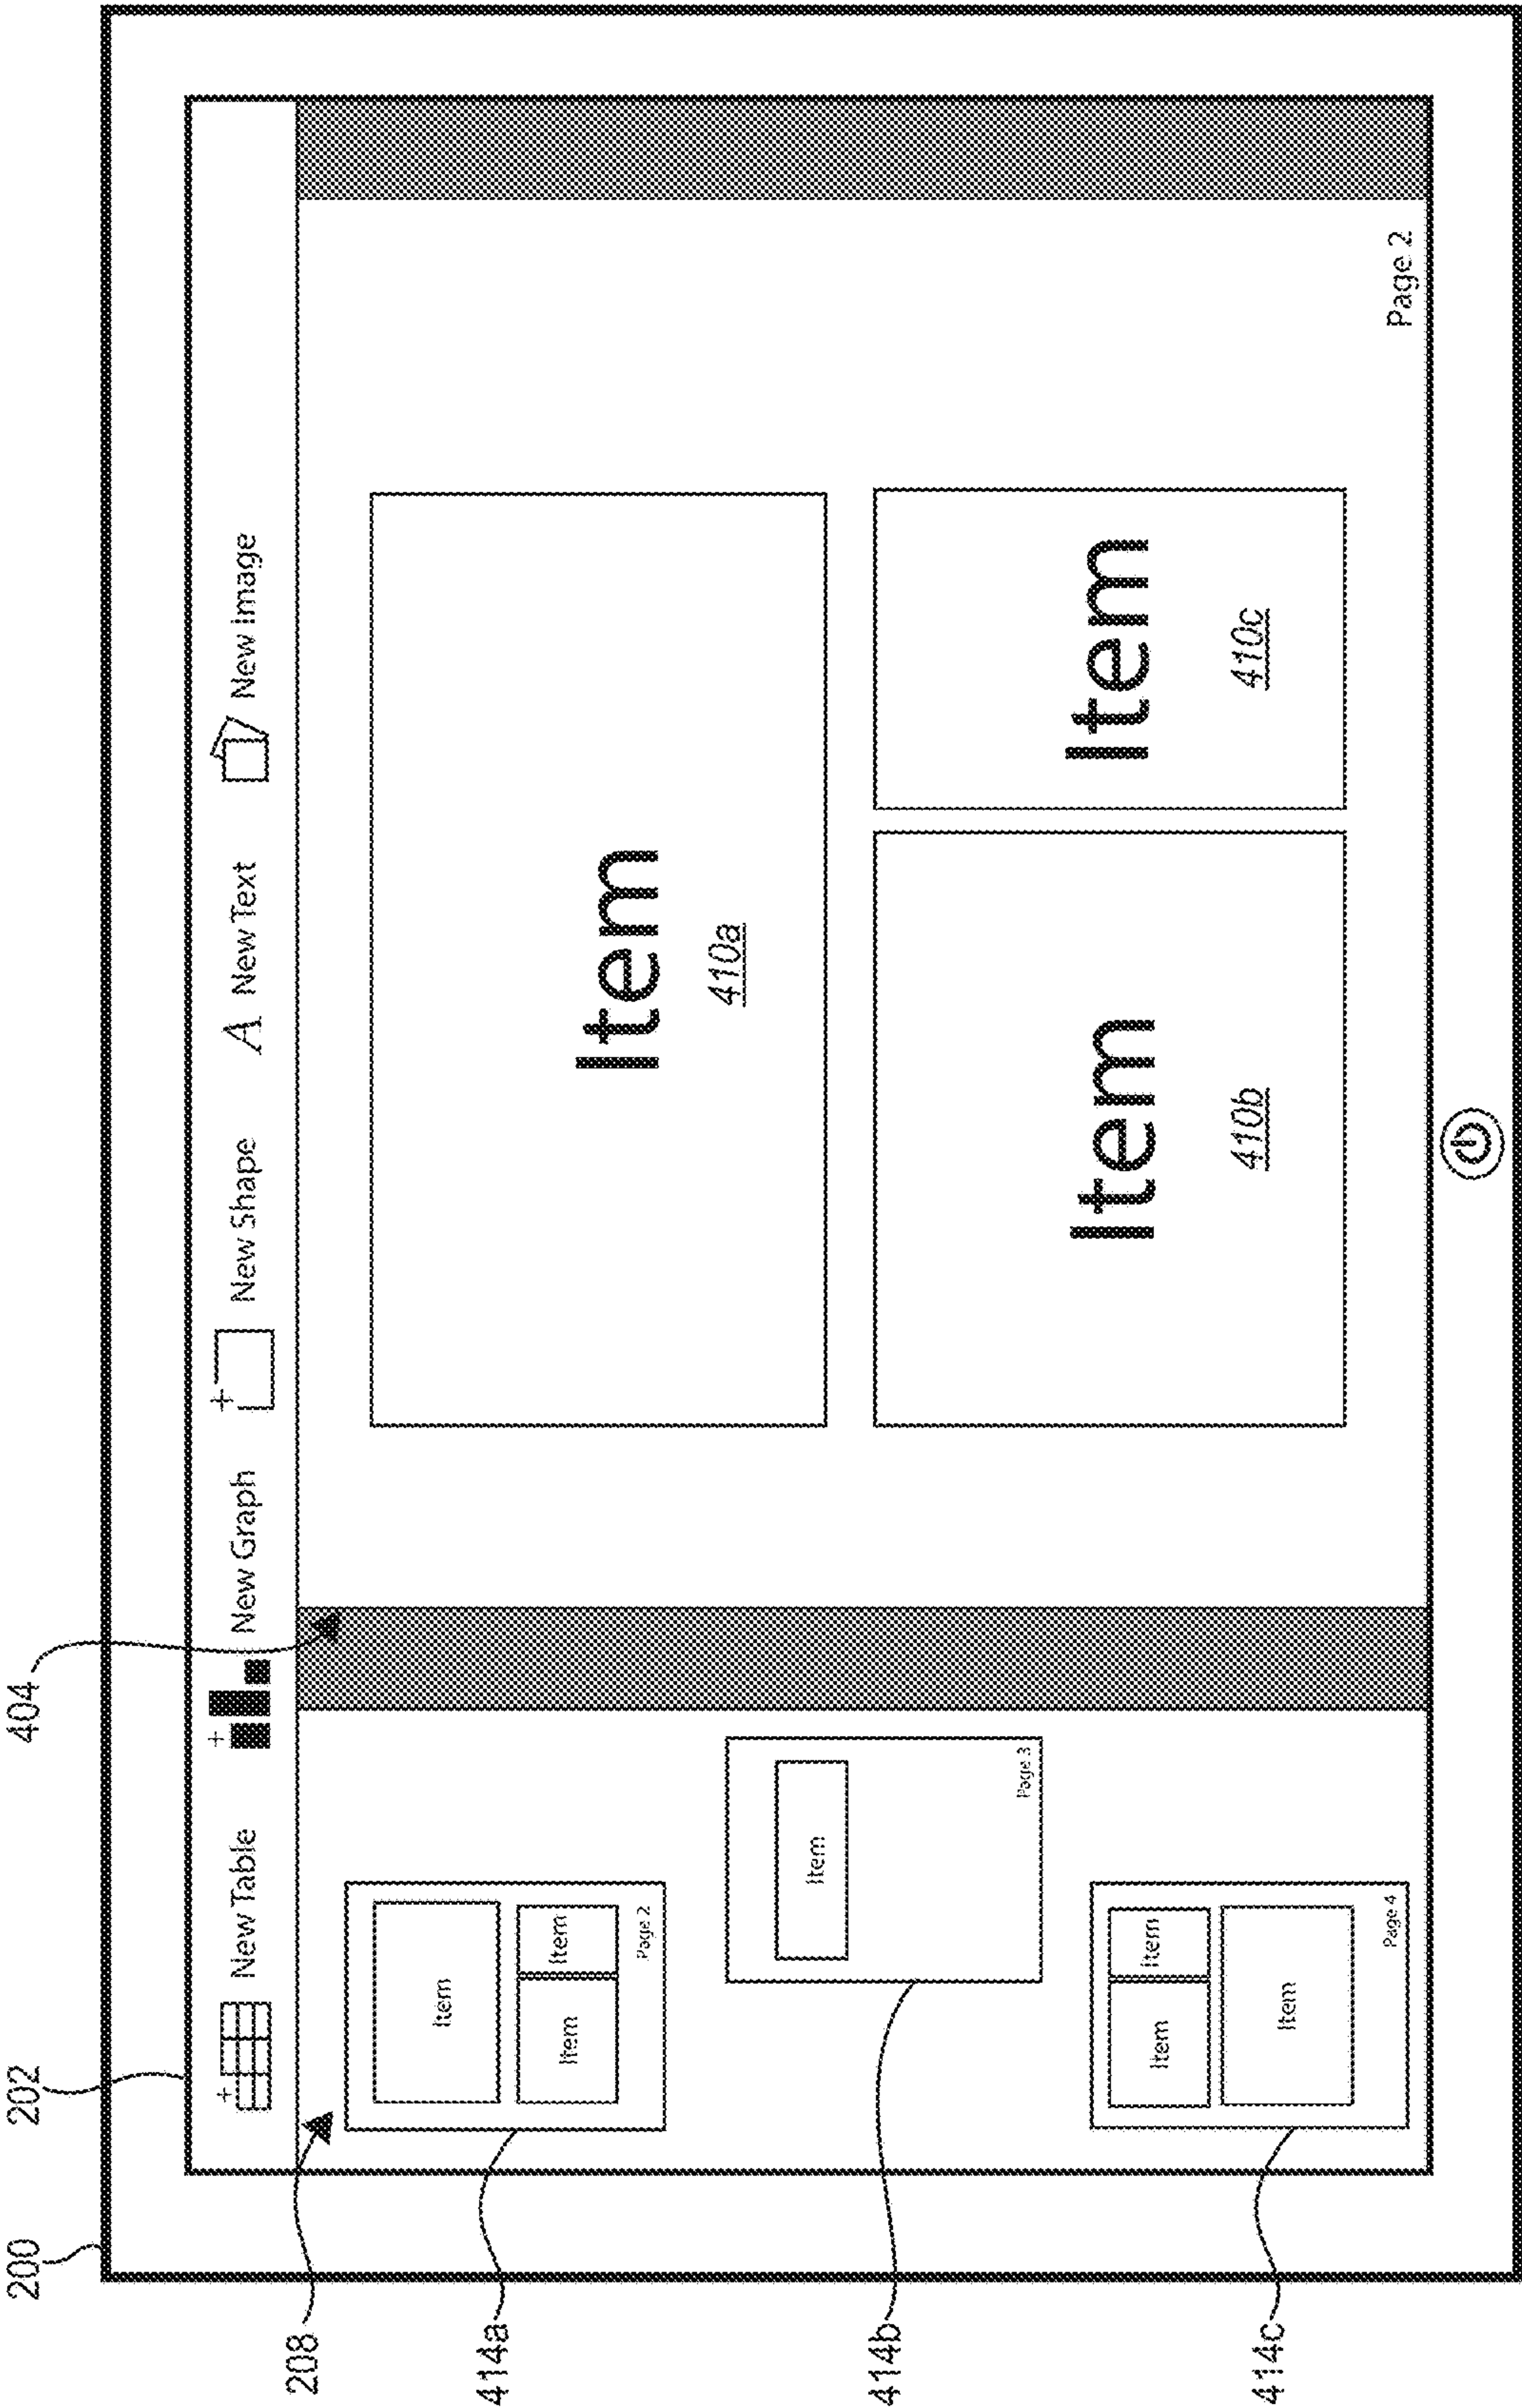 200
202
404
208
New Table
New Graph
New Shape
A New Text
New Image
414a
Item
Item
Item
Page 2
414b
Item
Page 3
414c
Item
Item
Item
Page 4
Item
410a
Item
410b
Item
410c
Page 2